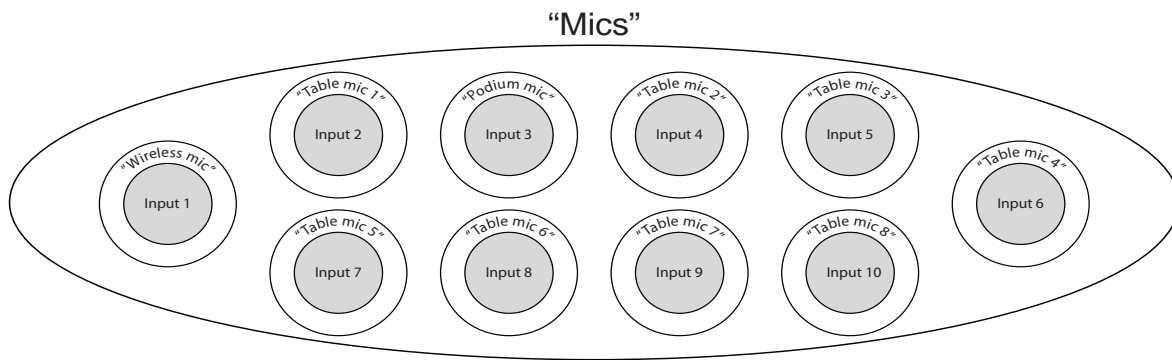 “Mics”
“Table mic 1”
Input 2
“Podium mic”
Input 3
“Table mic 2”
Input 4
“Table mic 3”
Input 5
“Wireless mic”
Input 1
“Table mic 4”
Input 6
“Table mic 5”
Input 7
“Table mic 6”
Input 8
“Table mic 7”
Input 9
“Table mic 8”
Input 10